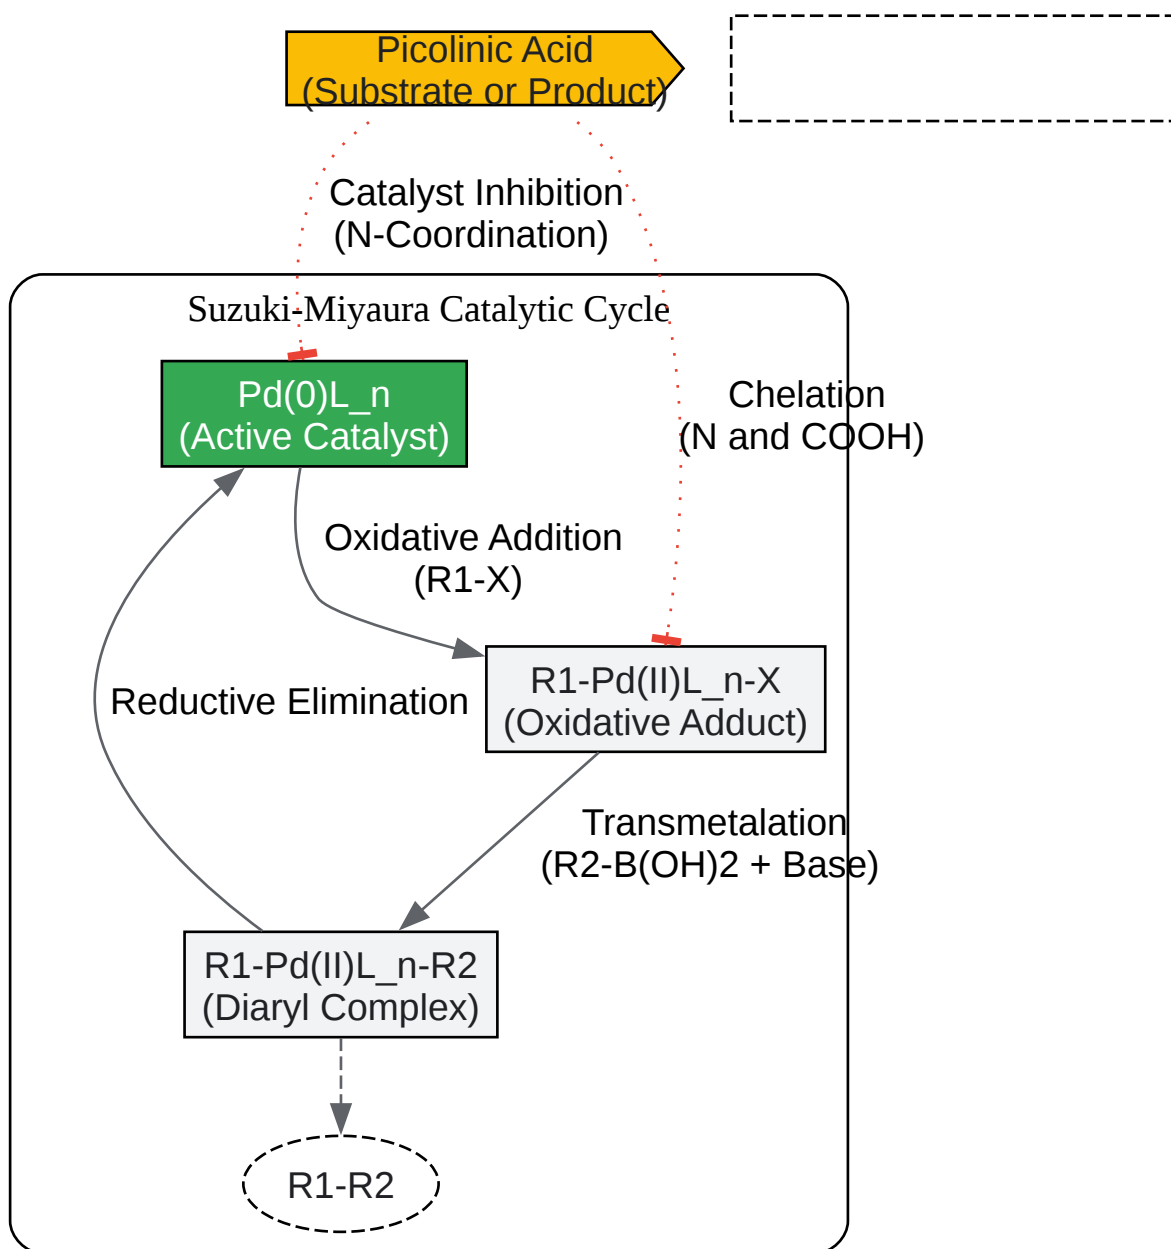 Picolinic Acid
(Substrate or Product)
Catalyst Inhibition
(N-Coordination)
Suzuki-Miyaura Catalytic Cycle
Pd(0)L_n
(Active Catalyst)
Chelation
(N and COOH)
Oxidative Addition
(R1-X)
Reductive Elimination
R1-Pd(II)L_n-X
(Oxidative Adduct)
Transmetalation
(R2-B(OH)2 + Base)
R1-Pd(II)L_n-R2
(Diaryl Complex)
R1-R2